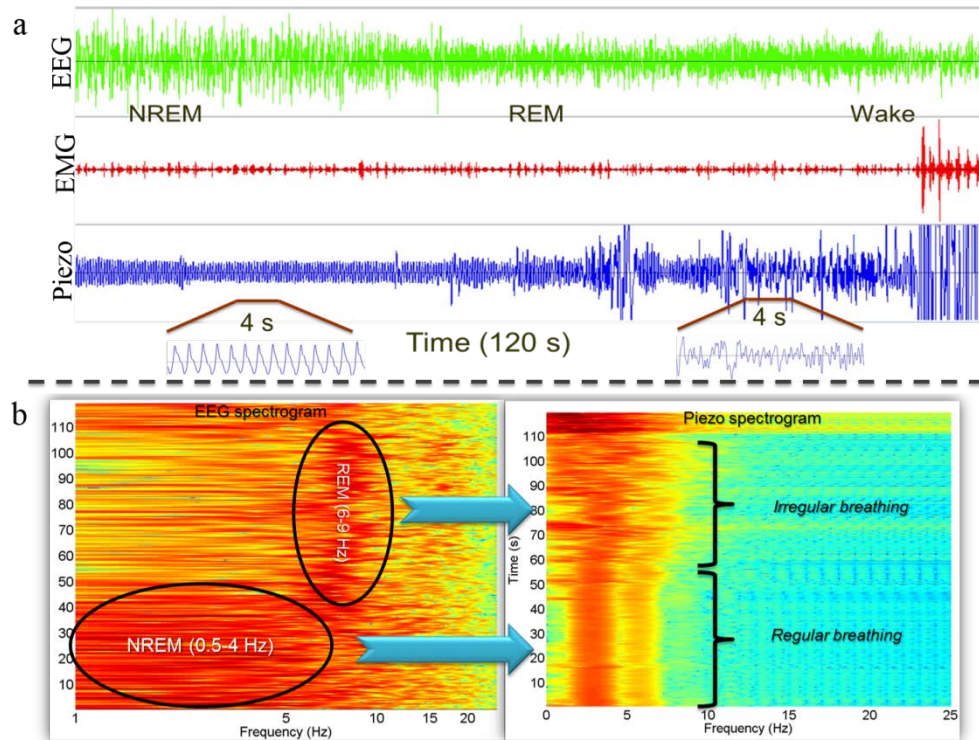 a
EEG
NREM
REM
Wake
EMG
Piezo
4 s
Time (120 s)
4 s
b
EEG spectrogram
110
100
90
80
70
60
50
40
30
20
10
REM (6-9 Hz)
NREM (0.5-4 Hz)
1
5
10
15
20
Frequency (Hz)
Piezo spectrogram
110
100
90
80
70
60
50
40
30
20
10
Time (s)
Irregular breathing
Regular breathing
0
5
10
15
20
25
Frequency (Hz)